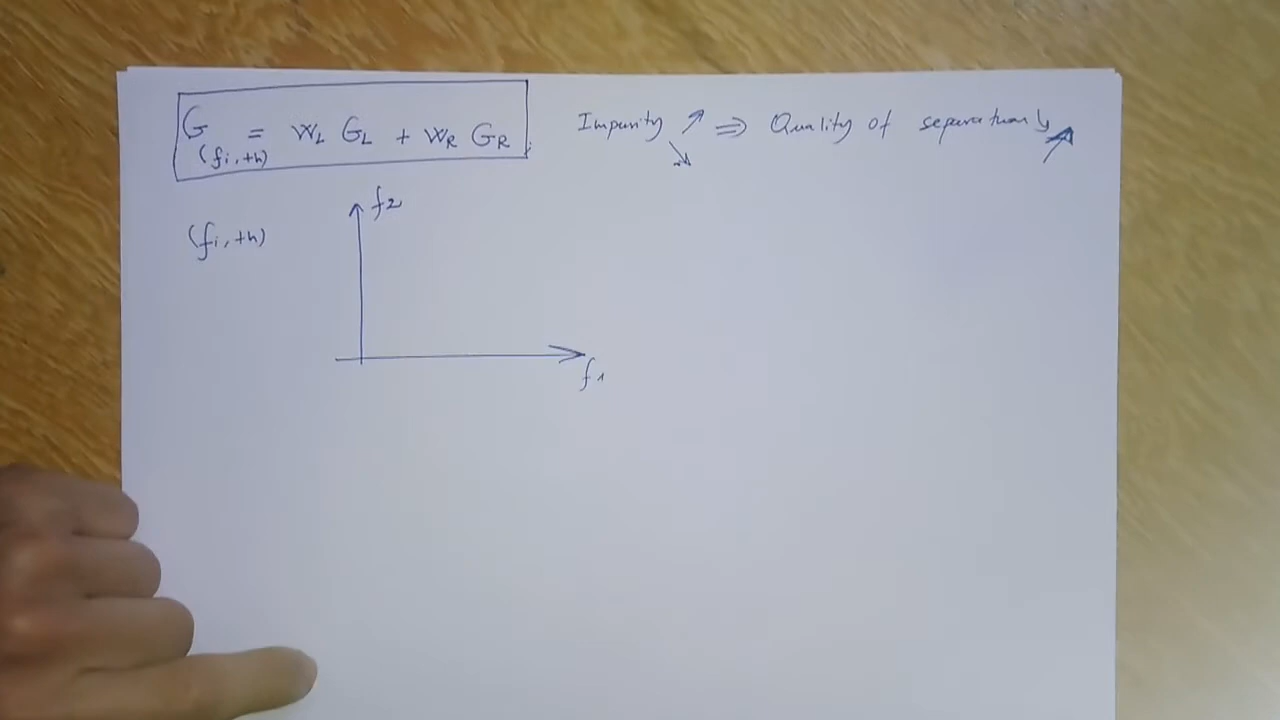 G(fi, th) = WL GL + WR GR
Impurity ↗ ⇒ Quality of separation ↘
↘ ↗
(fi, th)
f2
f1